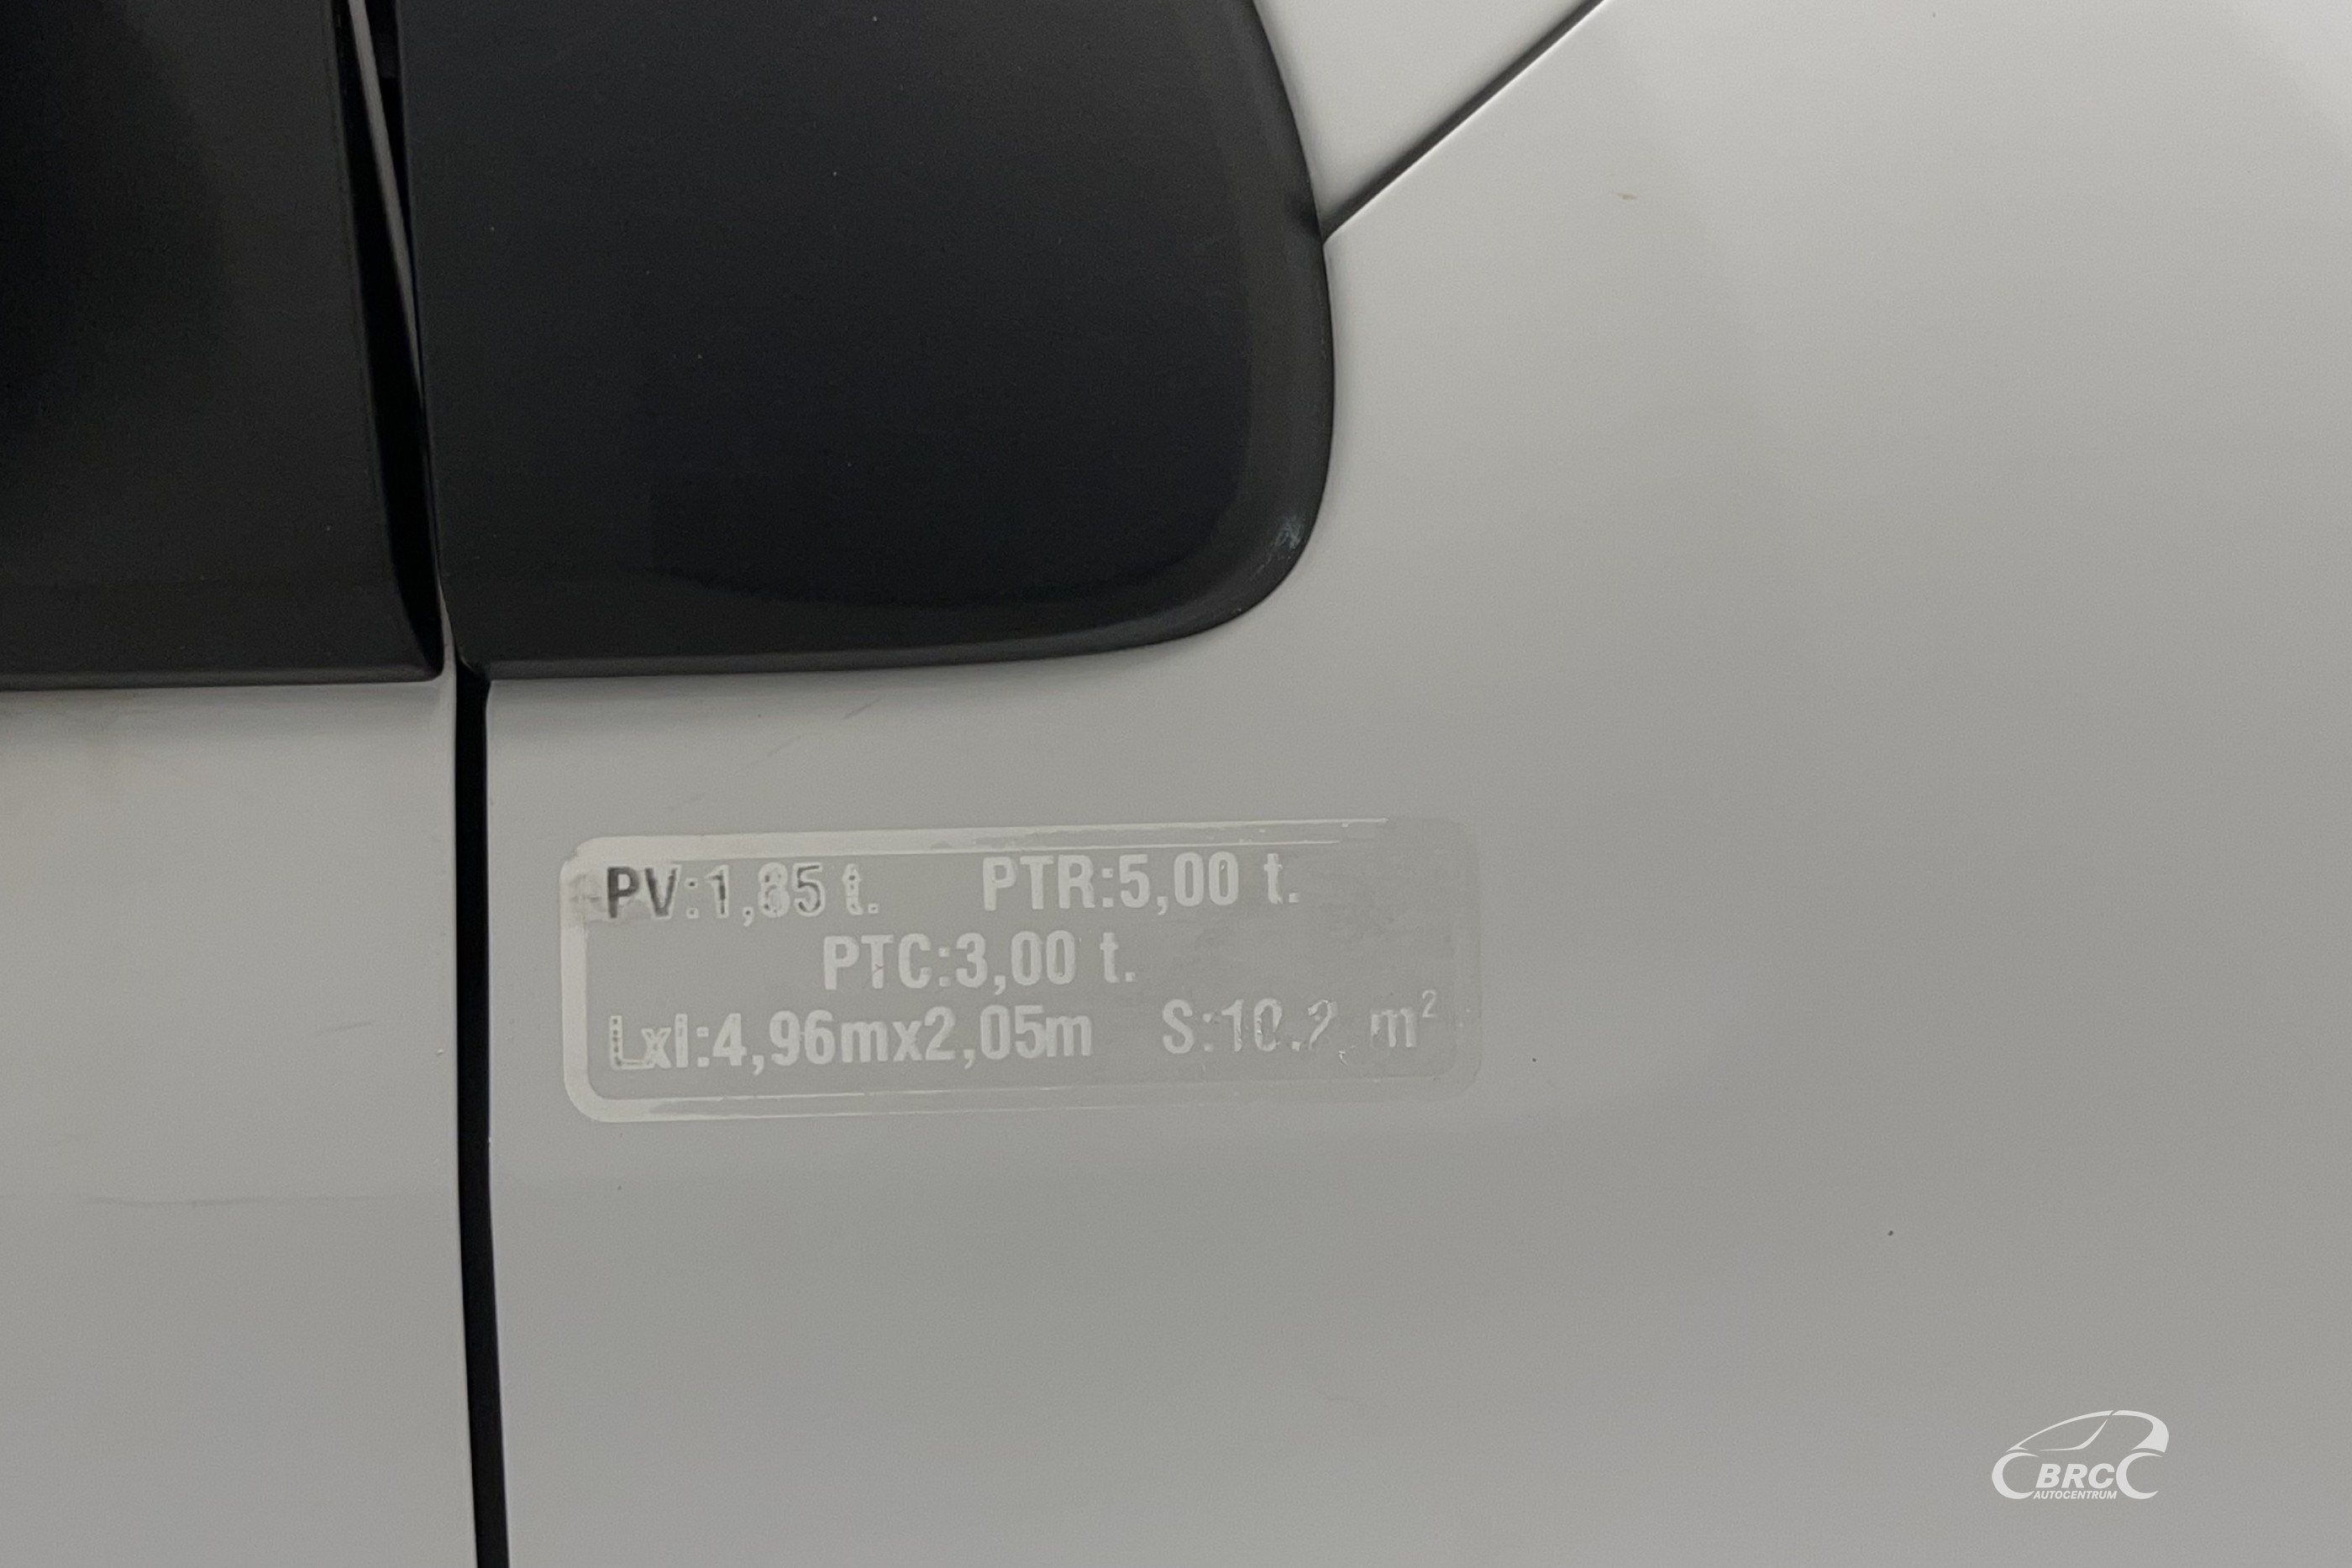 PV:1,85 t. PTR:5,00 t.
PTC:3,00 t.
Lxl:4,96mx2,05m S:10.2 m²
BRC
AUTOCENTRUM